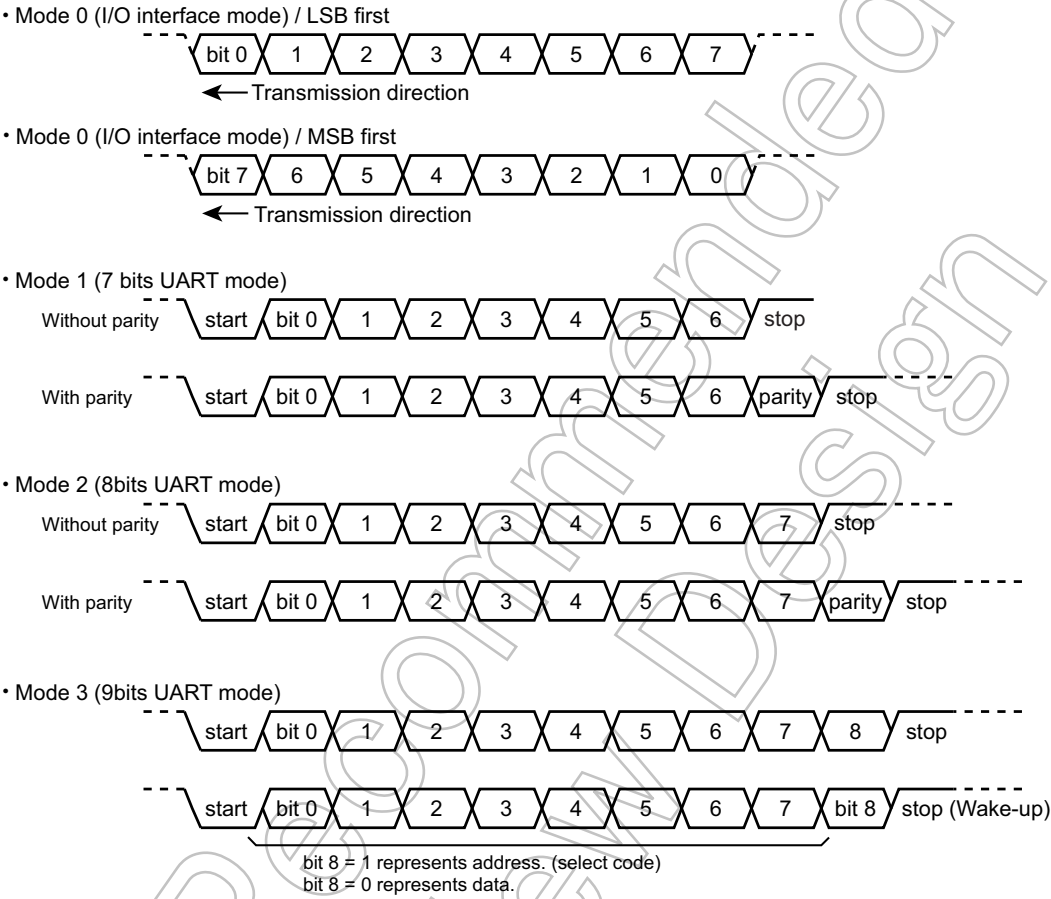 ・Mode 0 (I/O interface mode) / LSB first
bit 0 1 2 3 4 5 6 7
Transmission direction
・Mode 0 (I/O interface mode) / MSB first
bit 7 6 5 4 3 2 1 0
Transmission direction
・Mode 1 (7 bits UART mode)
Without parity start bit 0 1 2 3 4 5 6 stop
With parity start bit 0 1 2 3 4 5 6 parity stop
・Mode 2 (8bits UART mode)
Without parity start bit 0 1 2 3 4 5 6 7 stop
With parity start bit 0 1 2 3 4 5 6 7 parity stop
・Mode 3 (9bits UART mode)
start bit 0 1 2 3 4 5 6 7 8 stop
start bit 0 1 2 3 4 5 6 7 bit 8 stop (Wake-up)
bit 8 = 1 represents address. (select code)
bit 8 = 0 represents data.
Recommended
Design